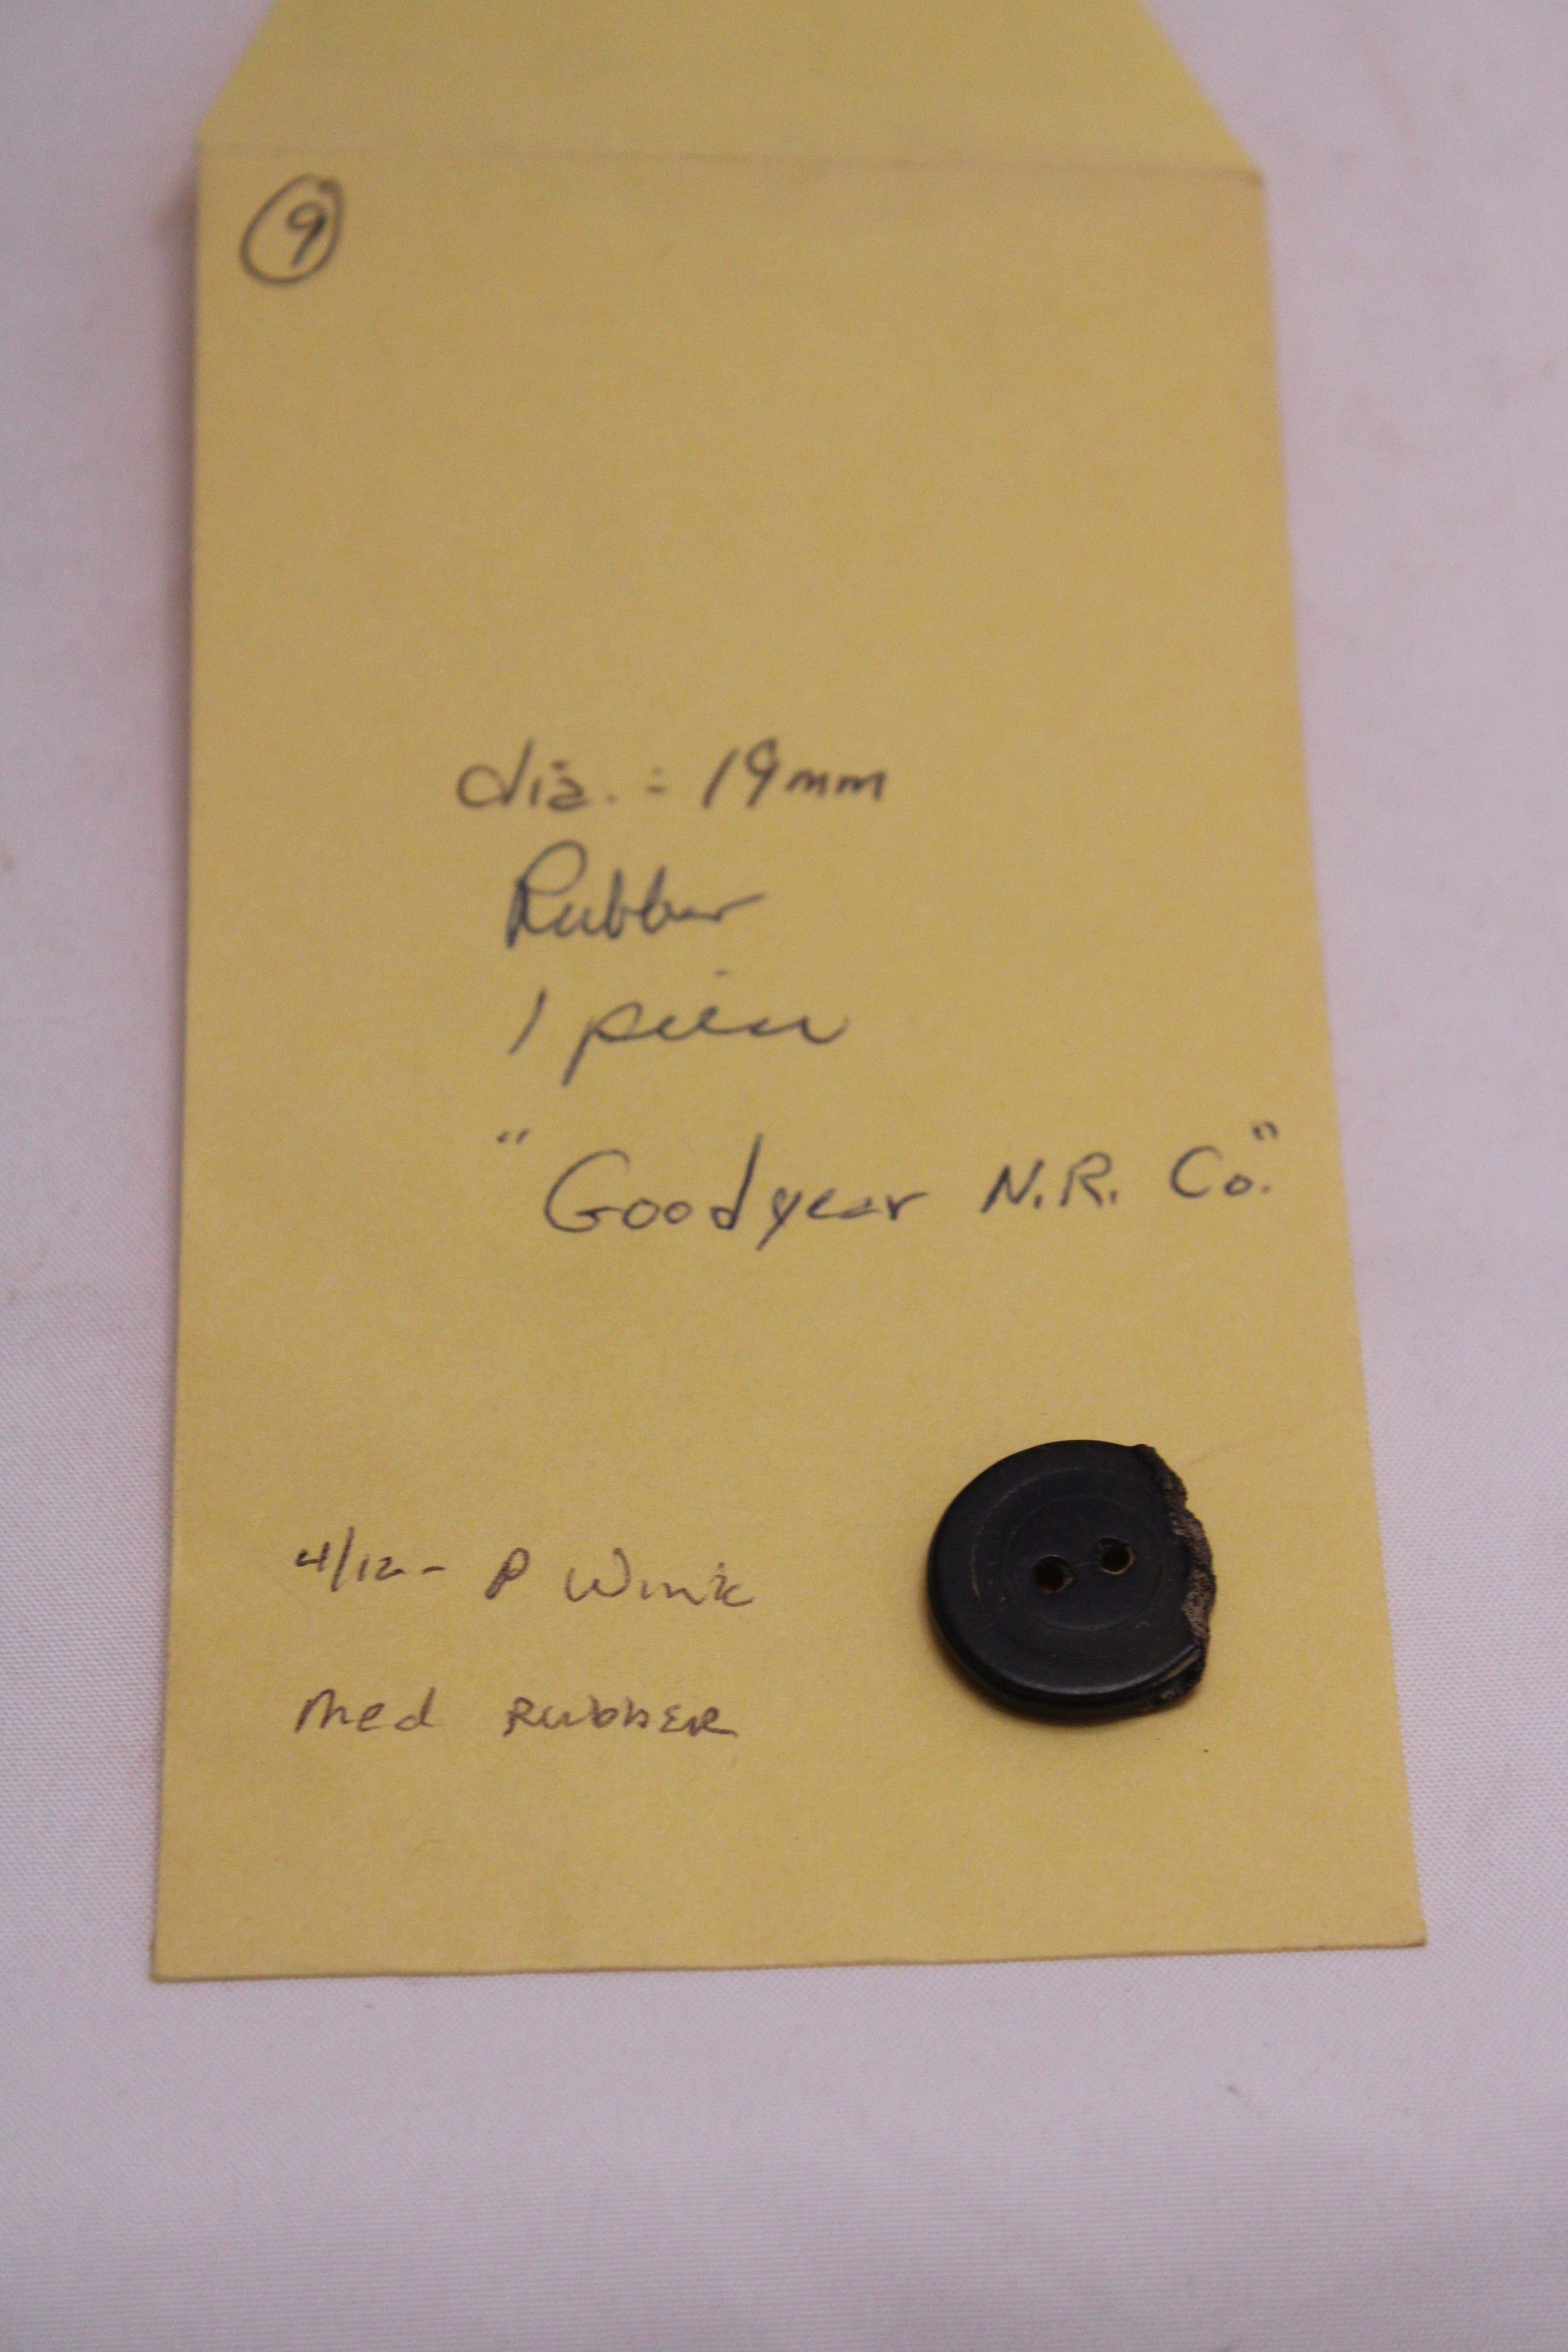 9
dia. = 19mm
Rubber
1 piece
"Goodyear N.R. Co."
4/12 - P Wink
Med RUbbER